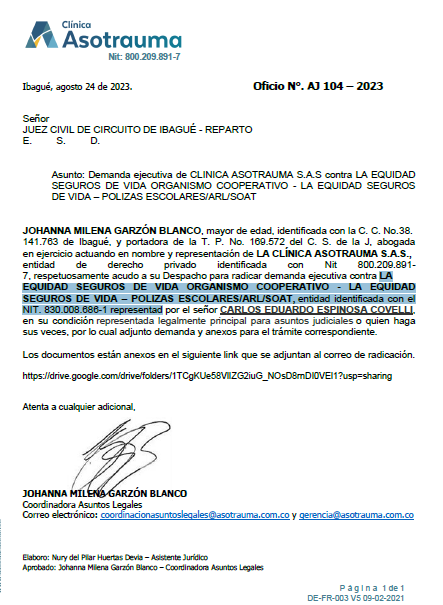 Clínica
Asotrauma
Nit: 800.209.891-7
Ibagué, agosto 24 de 2023.
Oficio N°. AJ 104 – 2023
Señor
JUEZ CIVIL DE CIRCUITO DE IBAGUÉ - REPARTO
E. S. D.
Asunto: Demanda ejecutiva de CLINICA ASOTRAUMA S.A.S contra LA EQUIDAD
SEGUROS DE VIDA ORGANISMO COOPERATIVO - LA EQUIDAD SEGUROS
DE VIDA – POLIZAS ESCOLARES/ARL/SOAT
JOHANNA MILENA GARZÓN BLANCO, mayor de edad, identificada con la C. C. No.38.
141.763 de Ibagué, y portadora de la T. P. No. 169.572 del C. S. de la J, abogada
en ejercicio actuando en nombre y representación de LA CLÍNICA ASOTRAUMA S.A.S.,
entidad de derecho privado identificada con Nit 800.209.891-
7, respetuosamente acudo a su Despacho para radicar demanda ejecutiva contra LA
EQUIDAD SEGUROS DE VIDA ORGANISMO COOPERATIVO - LA EQUIDAD
SEGUROS DE VIDA – POLIZAS ESCOLARES/ARL/SOAT, entidad identificada con el
NIT. 830.008.686-1 representad por el señor CARLOS EDUARDO ESPINOSA COVELLI,
en su condición representada legalmente principal para asuntos judiciales o quien haga
sus veces, por lo cual adjunto demanda y anexos para el trámite correspondiente.
Los documentos están anexos en el siguiente link que se adjuntan al correo de radicación.
Atenta a cualquier adicional,
JOHANNA MILENA GARZÓN BLANCO
Coordinadora Asuntos Legales
Correo electrónico: coordinacionasuntoslegales@asotrauma.com.co y gerencia@asotrauma.com.co
Elaboro: Nury del Pilar Huertas Devia – Asistente Jurídico
Aprobado: Johanna Milena Garzón Blanco – Coordinadora Asuntos Legales
Página 1 de 1
DE-FR-003 V5 09-02-2021